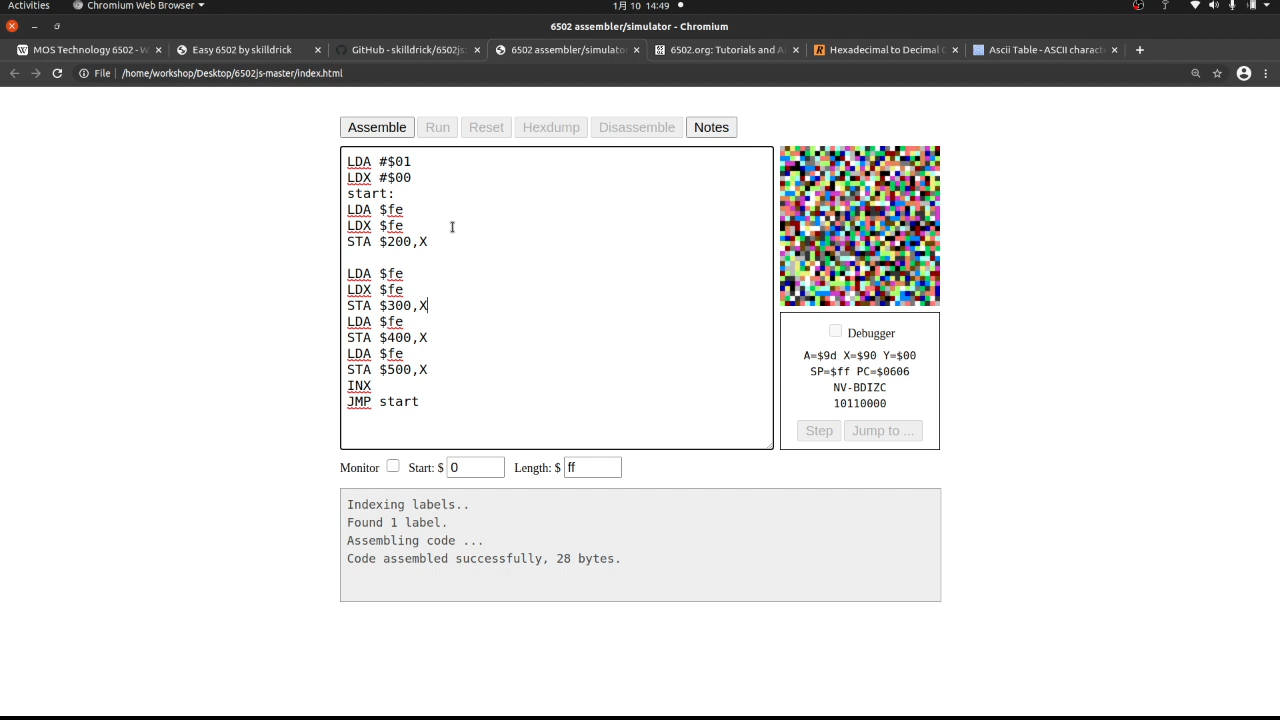 Activities
Chromium Web Browser
1月 10 14:49
6502 assembler/simulator - Chromium
MOS Technology 6502 - W
Easy 6502 by skilldrick
GitHub - skilldrick/6502js:
6502 assembler/simulator
6502.org: Tutorials and A
Hexadecimal to Decimal C
Ascii Table - ASCII charact
File
/home/workshop/Desktop/6502js-master/index.html
Assemble Run Reset Hexdump Disassemble Notes
LDA #$01
LDX #$00
start:
LDA $fe
LDX $fe
STA $200,X
LDA $fe
LDX $fe
STA $300,X
LDA $fe
STA $400,X
LDA $fe
STA $500,X
INX
JMP start
Debugger
A=$9d X=$90 Y=$00
SP=$ff PC=$0606
NV-BDIZC
10110000
Step Jump to ...
Monitor Start: $ 0 Length: $ ff
Indexing labels..
Found 1 label.
Assembling code ...
Code assembled successfully, 28 bytes.